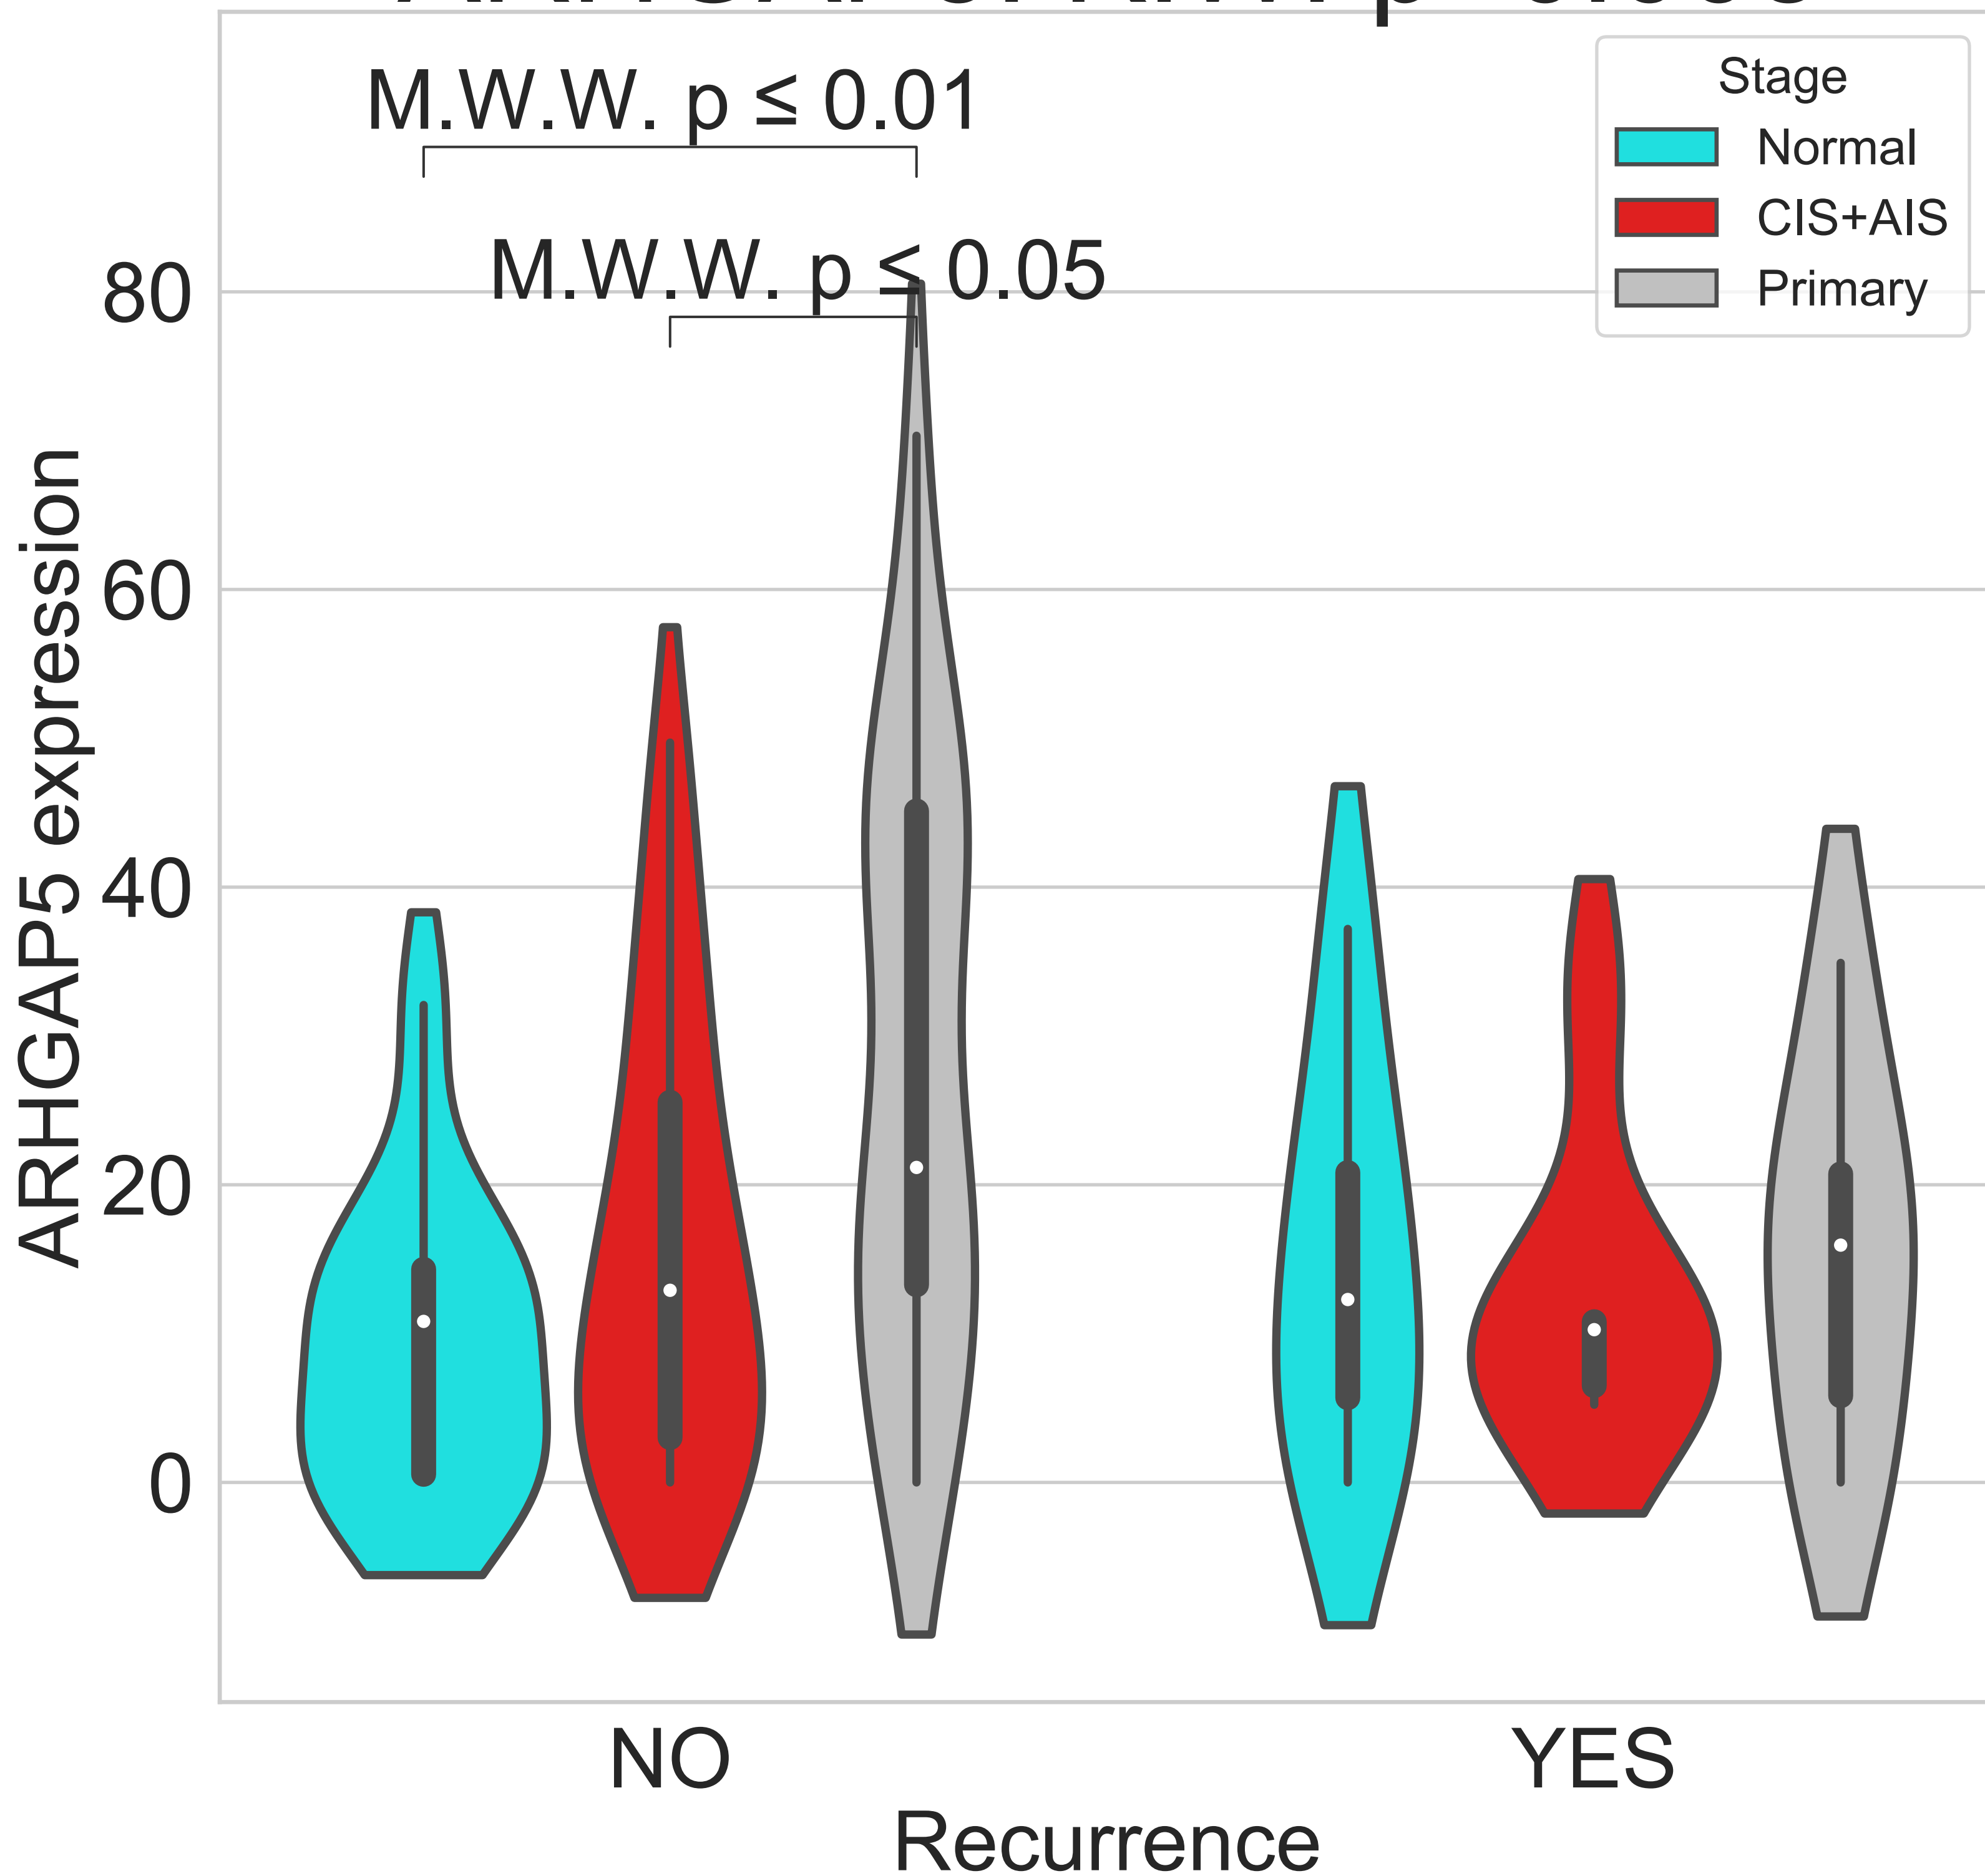 M.W.W. p ≤ 0.01
M.W.W. p ≤ 0.05
Stage
Normal
CIS+AIS
Primary
80
60
40
20
0
ARHGAP5 expression
NO
YES
Recurrence